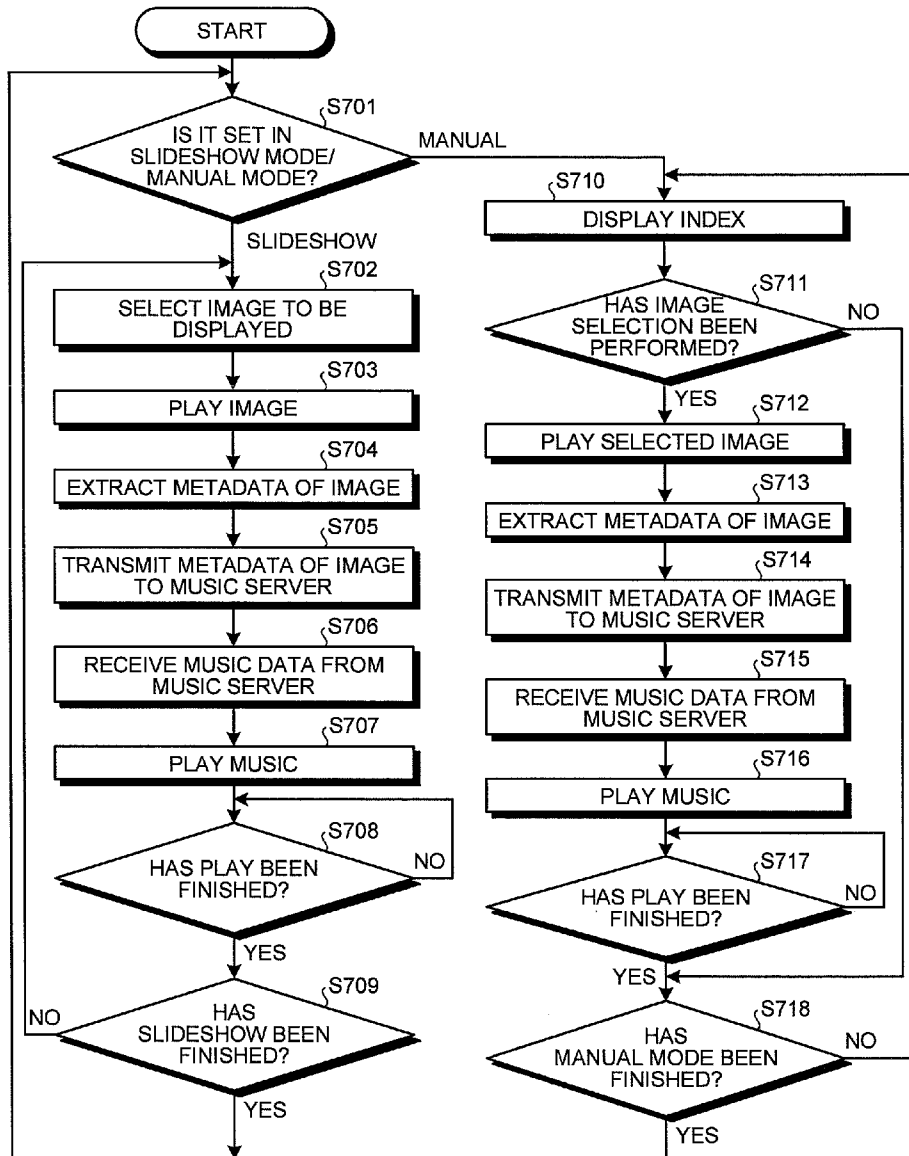 START
S701
IS IT SET IN
SLIDESHOW MODE/
MANUAL MODE?
MANUAL
SLIDESHOW
S702
SELECT IMAGE TO BE
DISPLAYED
S703
PLAY IMAGE
S704
EXTRACT METADATA OF IMAGE
S705
TRANSMIT METADATA OF IMAGE
TO MUSIC SERVER
S706
RECEIVE MUSIC DATA FROM
MUSIC SERVER
S707
PLAY MUSIC
S708
HAS PLAY BEEN
FINISHED?
NO
YES
S709
HAS
SLIDESHOW BEEN
FINISHED?
NO
YES
S710
DISPLAY INDEX
S711
HAS IMAGE
SELECTION BEEN
PERFORMED?
NO
YES
S712
PLAY SELECTED IMAGE
S713
EXTRACT METADATA OF IMAGE
S714
TRANSMIT METADATA OF IMAGE
TO MUSIC SERVER
S715
RECEIVE MUSIC DATA FROM
MUSIC SERVER
S716
PLAY MUSIC
S717
HAS PLAY BEEN
FINISHED?
NO
YES
S718
HAS
MANUAL MODE BEEN
FINISHED?
NO
YES